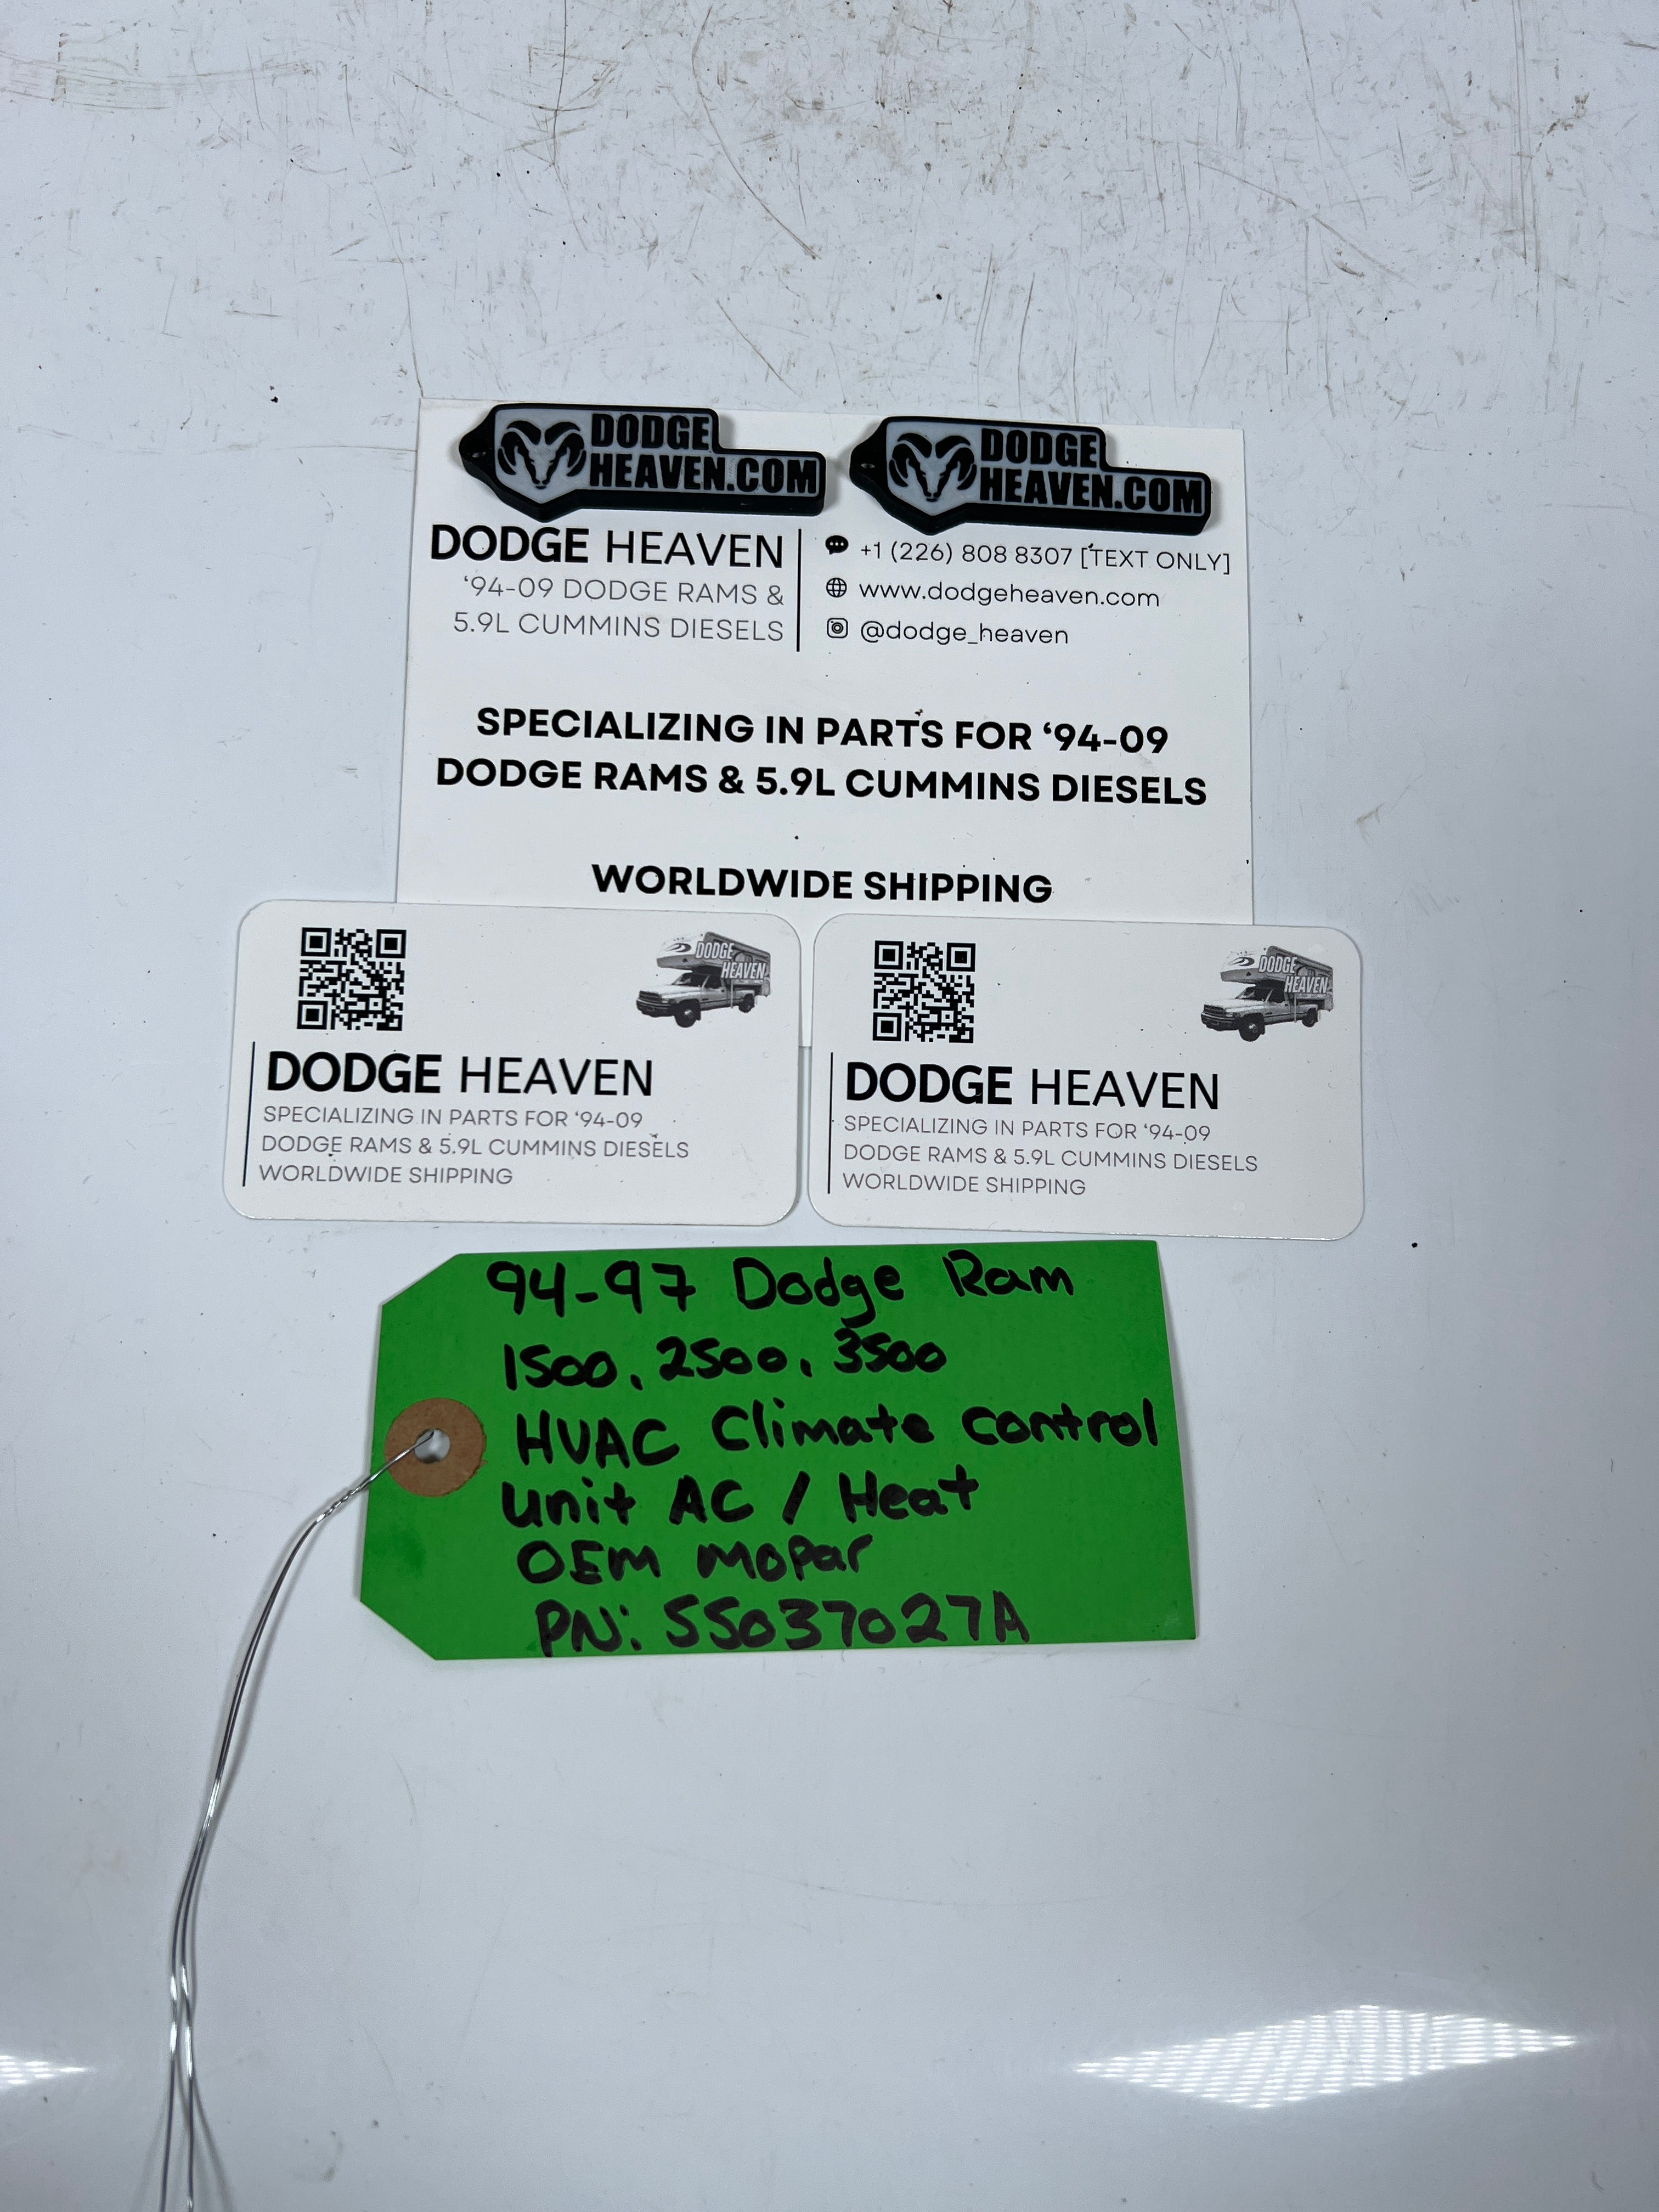 DODGE
HEAVEN.COM
DODGE
HEAVEN.COM
DODGE HEAVEN
‘94-09 DODGE RAMS &
5.9L CUMMINS DIESELS
+1 (226) 808 8307 [TEXT ONLY]
www.dodgeheaven.com
@dodge_heaven
SPECIALIZING IN PARTS FOR ‘94-09
DODGE RAMS & 5.9L CUMMINS DIESELS
WORLDWIDE SHIPPING
DODGE
HEAVEN
DODGE HEAVEN
SPECIALIZING IN PARTS FOR ‘94-09
DODGE RAMS & 5.9L CUMMINS DIESELS
WORLDWIDE SHIPPING
DODGE
HEAVEN
DODGE HEAVEN
SPECIALIZING IN PARTS FOR ‘94-09
DODGE RAMS & 5.9L CUMMINS DIESELS
WORLDWIDE SHIPPING
94-97 Dodge Ram
1500, 2500, 3500
HVAC Climate control
unit AC / Heat
OEM Mopar
PN: 55037027A